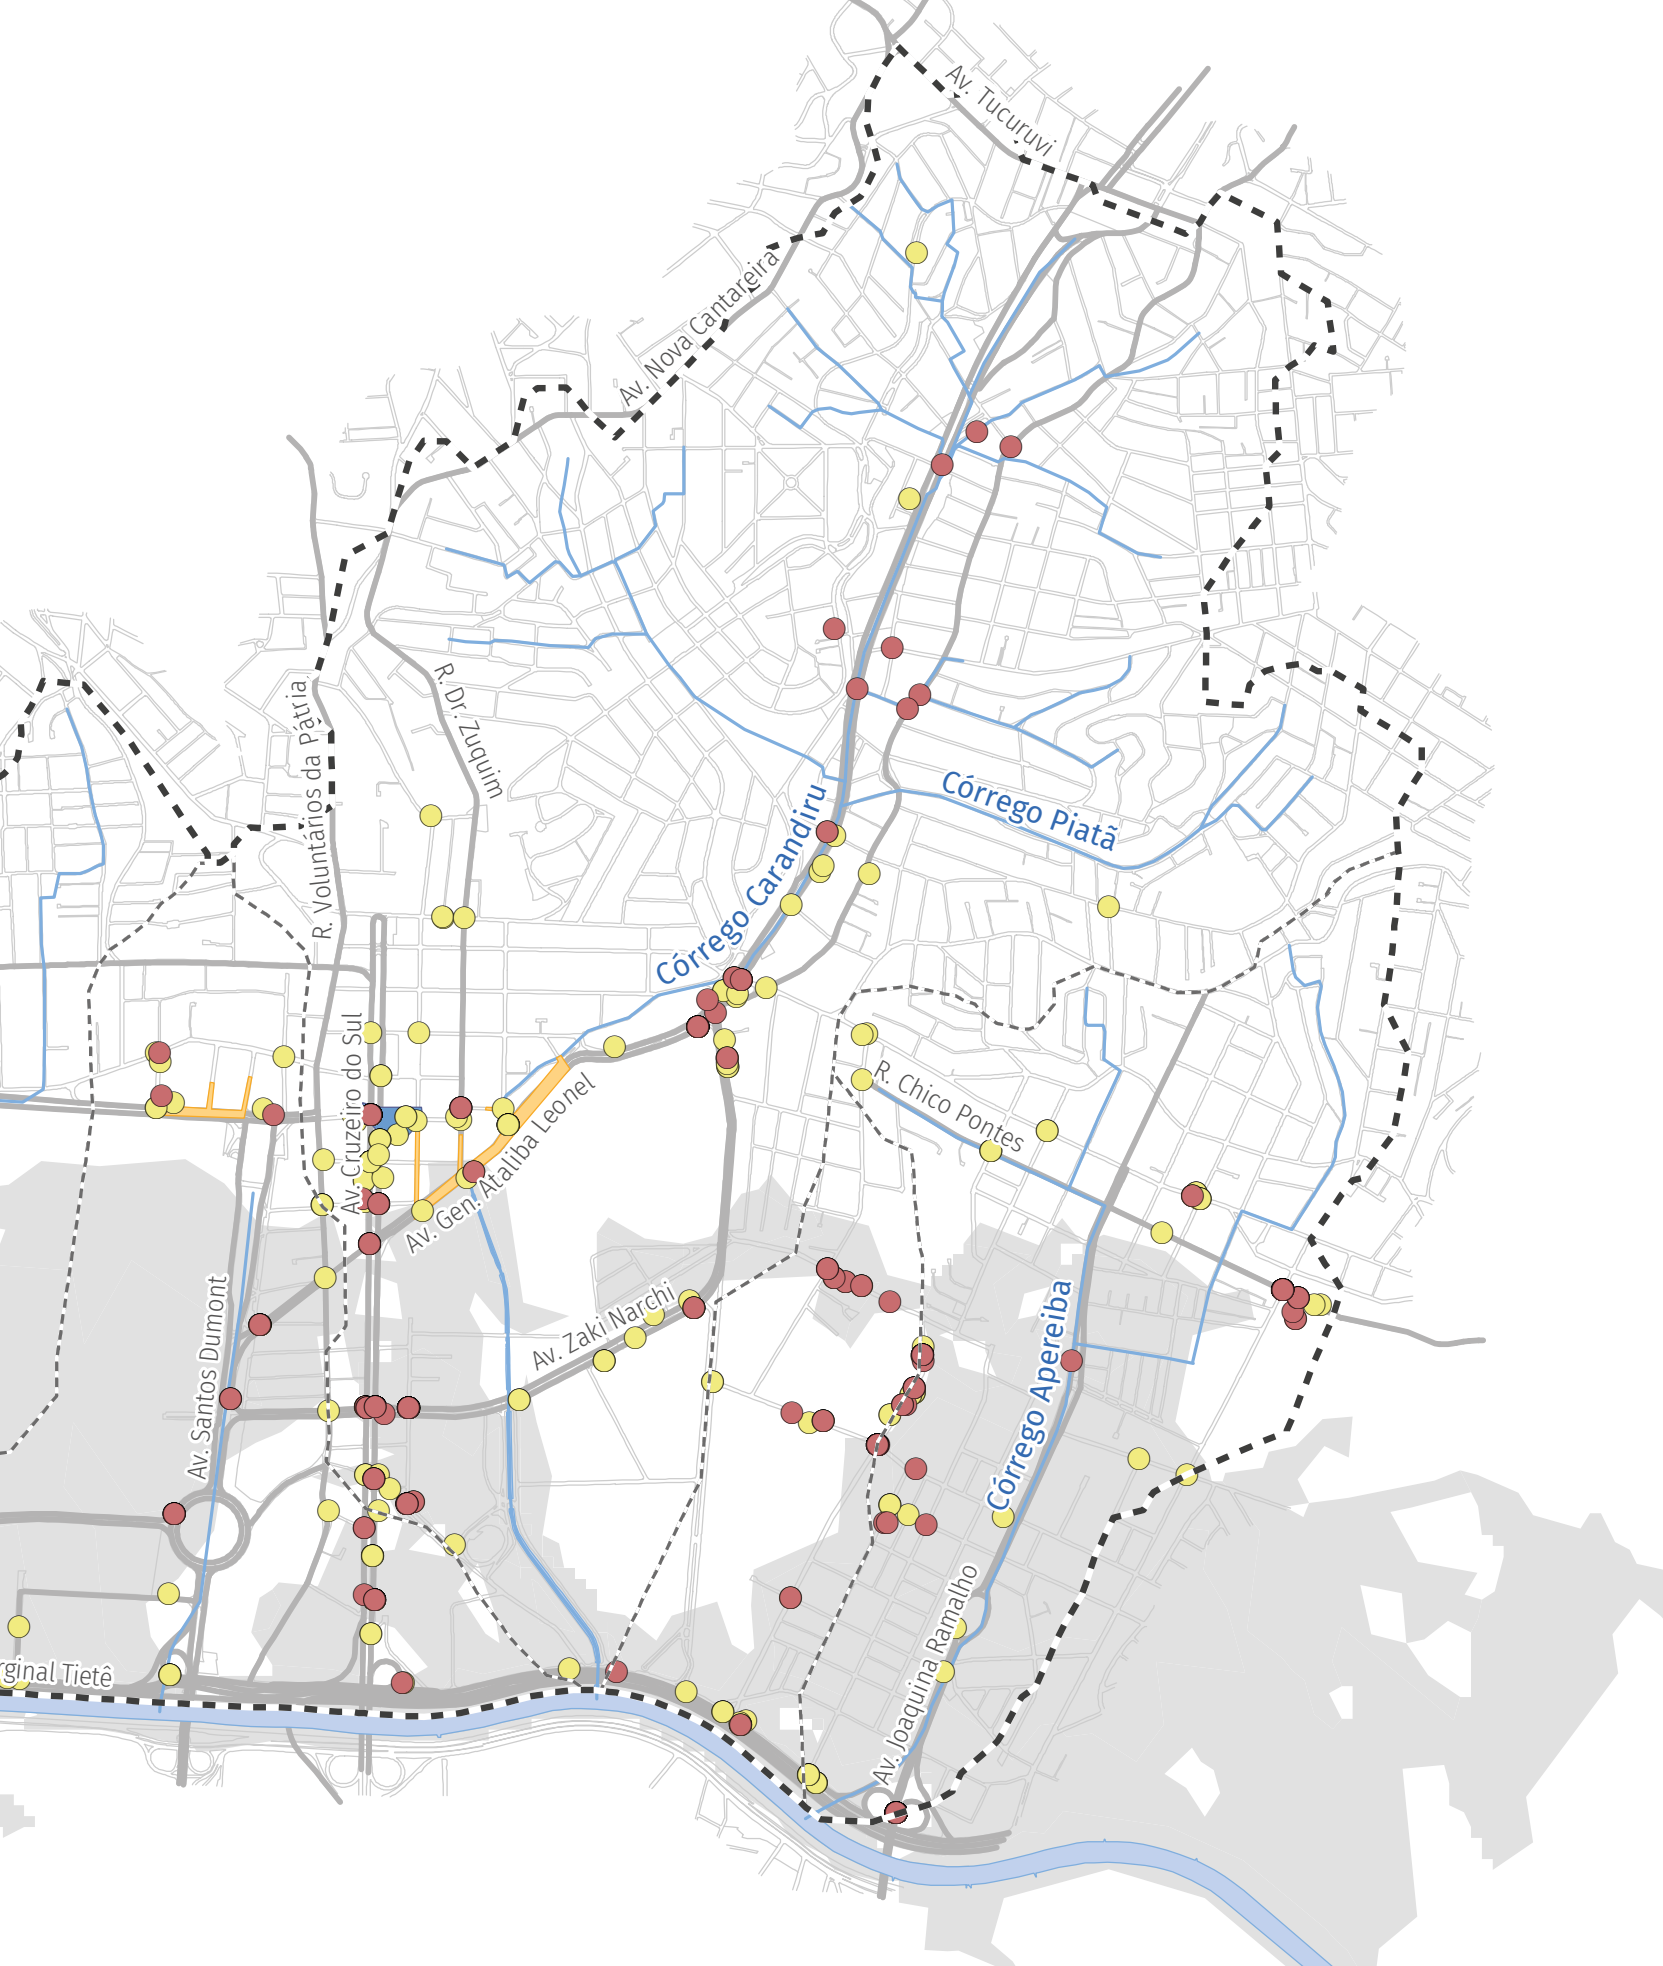 Av. Tucuruvi
Av. Nova Cantareira
R. Dr. Zuquim
R. Voluntários da Pátria
Córrego Piatã
Córrego Carandiru
Av. Cruzeiro do Sul
R. Chico Pontes
Av. Gen. Ataliba Leonel
Av. Santos Dumont
Av. Zaki Narchi
Córrego Apereiba
Av. Joaquina Ramalho
rginal Tietê